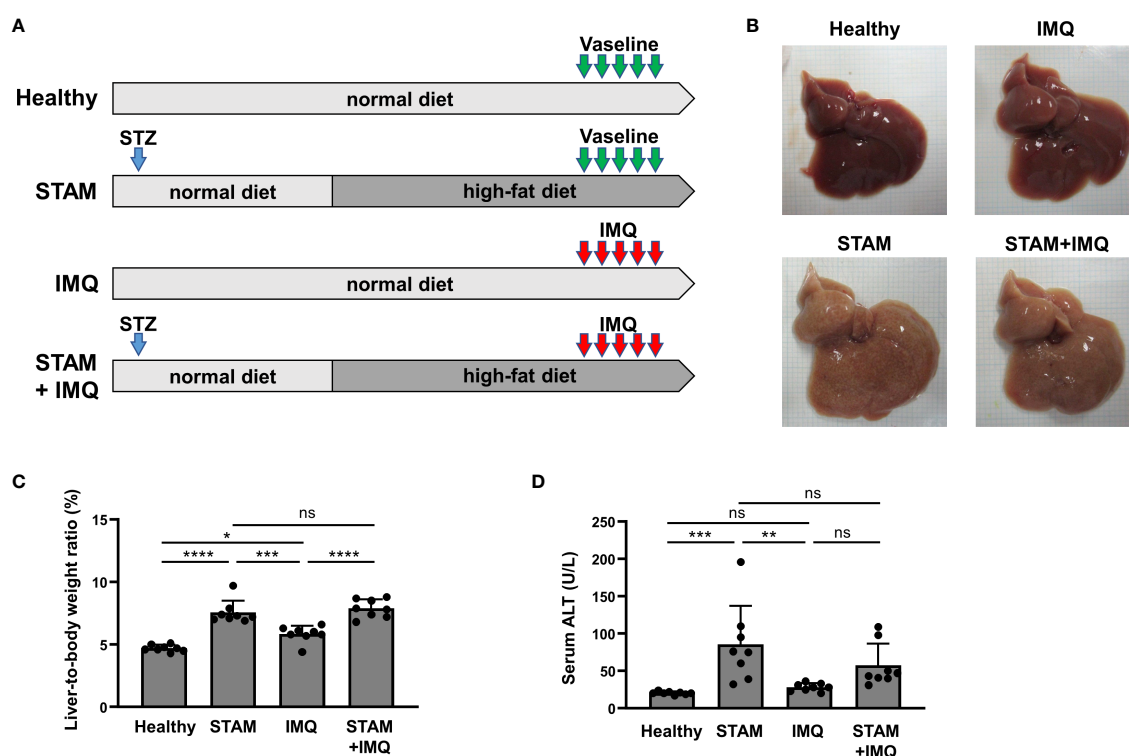 A
Vaseline
Healthy
normal diet
STZ
Vaseline
STAM
normal diet
high-fat diet
IMQ
IMQ
normal diet
STZ
IMQ
STAM
+ IMQ
normal diet
high-fat diet
B
Healthy
IMQ
STAM
STAM+IMQ
C
Liver-to-body weight ratio (%)
15
10
5
0
ns
*
****
***
****
Healthy
STAM
IMQ
STAM
+IMQ
D
Serum ALT (U/L)
250
200
150
100
50
0
ns
ns
***
**
ns
Healthy
STAM
IMQ
STAM
+IMQ